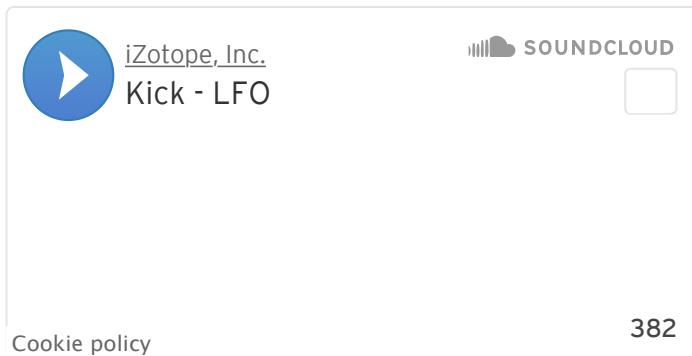 iZotope, Inc.
SOUNDCLOUD
Kick - LFO
382
Cookie policy